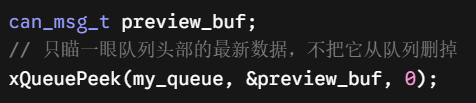 can_msg_t preview_buf;
// 只瞄一眼队列头部的最新数据，不把它从队列删掉
xQueuePeek(my_queue, &preview_buf, 0);